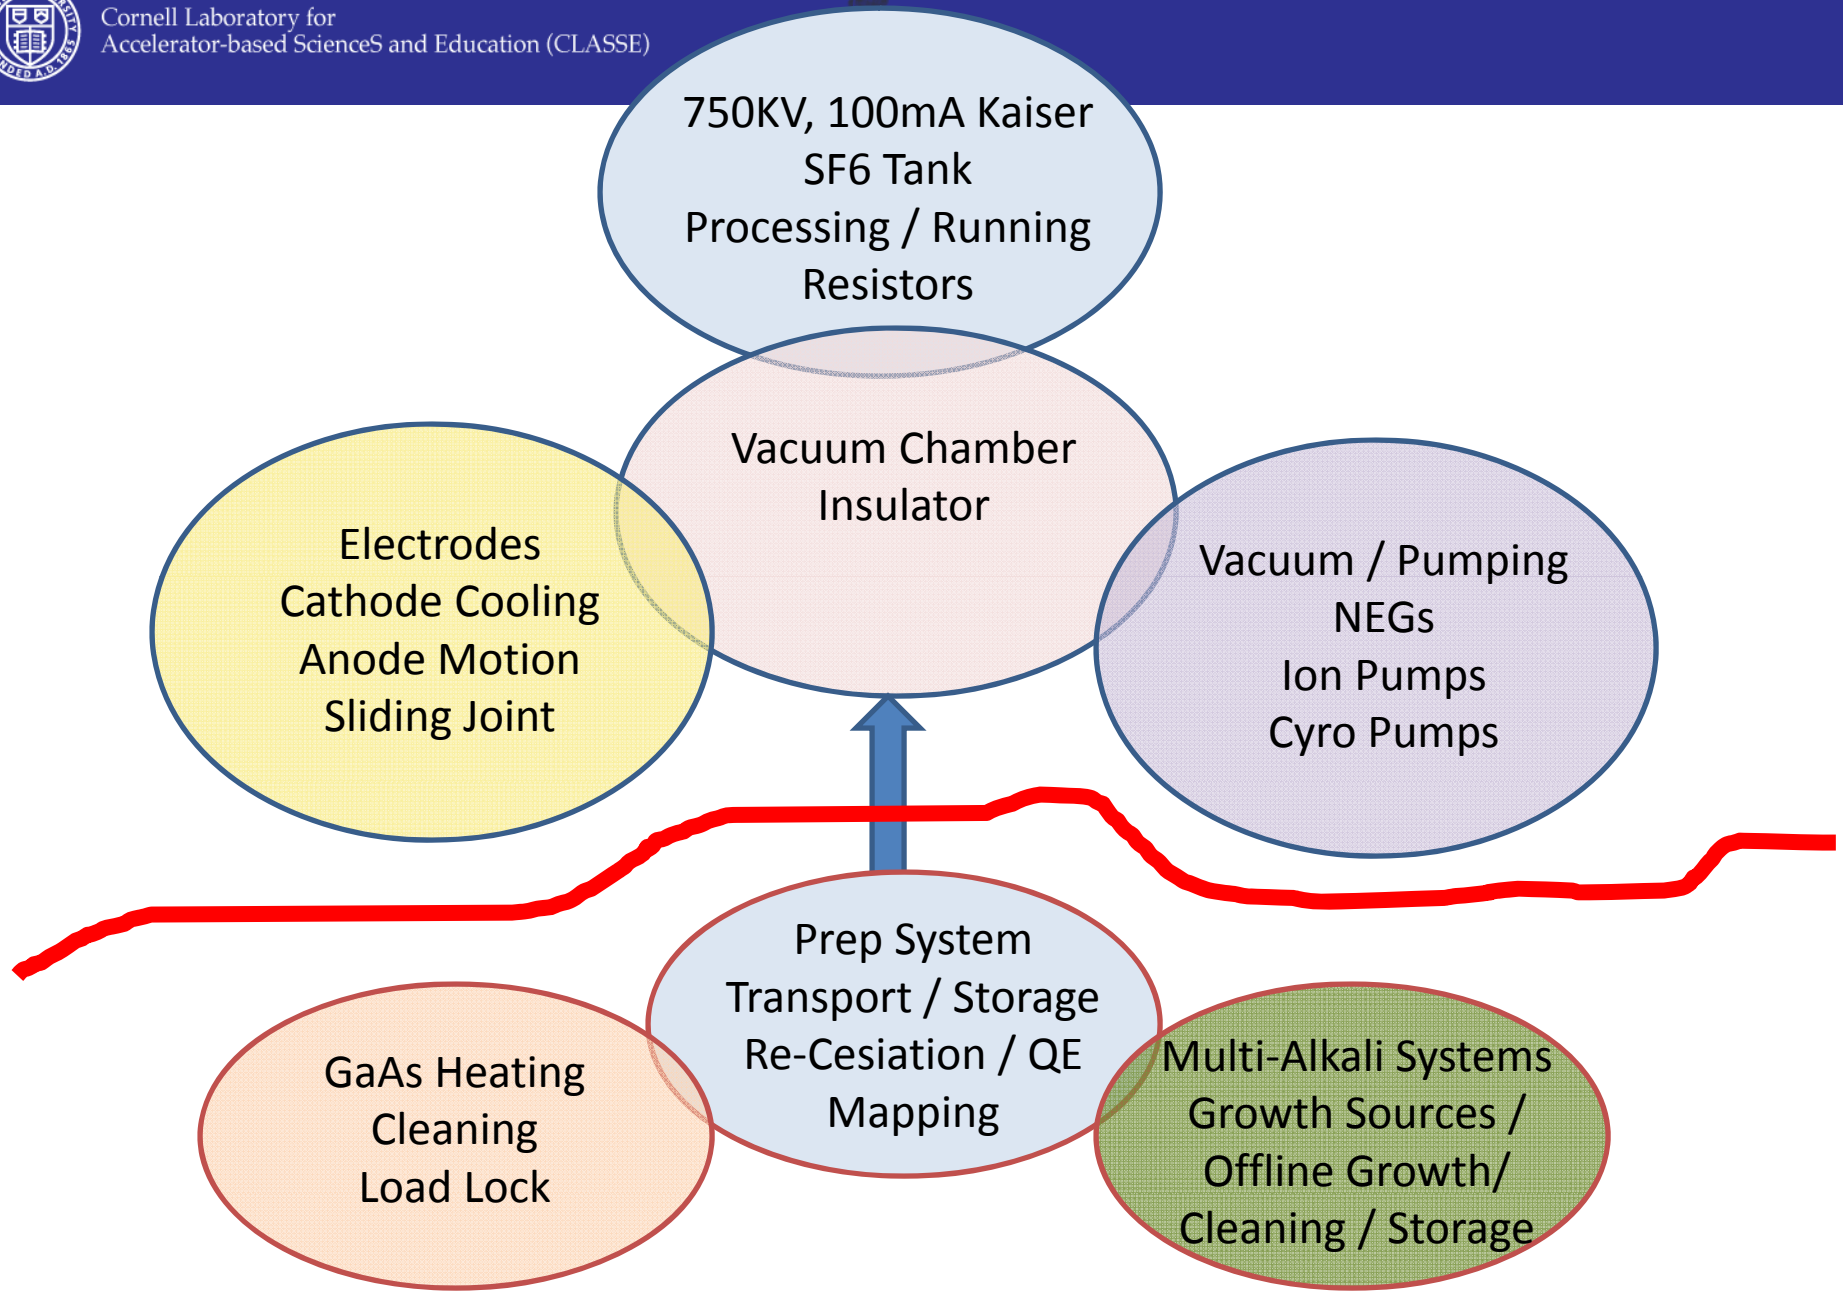 Cornell Laboratory for
Accelerator-based ScienceS and Education (CLASSE)
750KV, 100mA Kaiser
SF6 Tank
Processing / Running
Resistors
Vacuum Chamber
Insulator
Electrodes
Cathode Cooling
Anode Motion
Sliding Joint
Vacuum / Pumping
NEGs
Ion Pumps
Cyro Pumps
Prep System
Transport / Storage
Re-Cesiation / QE
Mapping
GaAs Heating
Cleaning
Load Lock
Multi-Alkali Systems
Growth Sources /
Offline Growth/
Cleaning / Storage